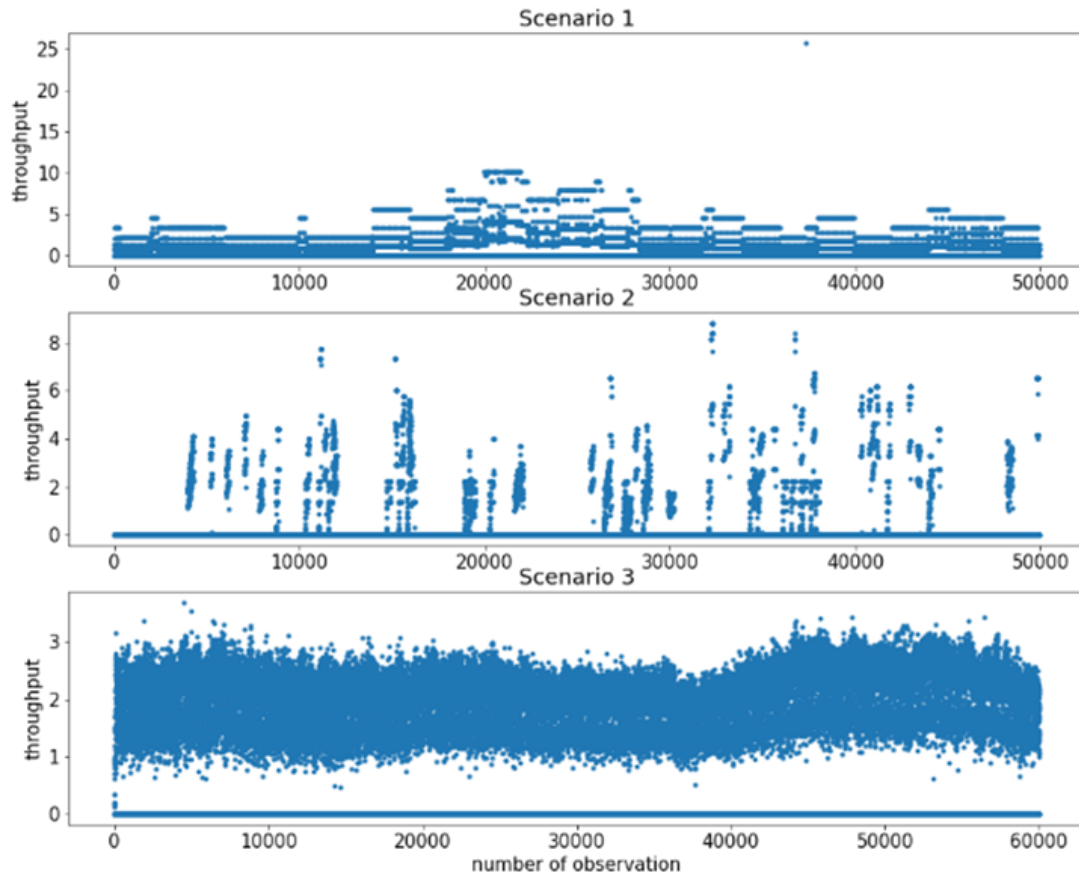 Scenario 1
25
20
15
10
5
0
throughput
0 10000 20000 30000 40000 50000
Scenario 2
8
6
4
2
0
throughput
0 10000 20000 30000 40000 50000
Scenario 3
3
2
1
0
throughput
0 10000 20000 30000 40000 50000 60000
number of observation